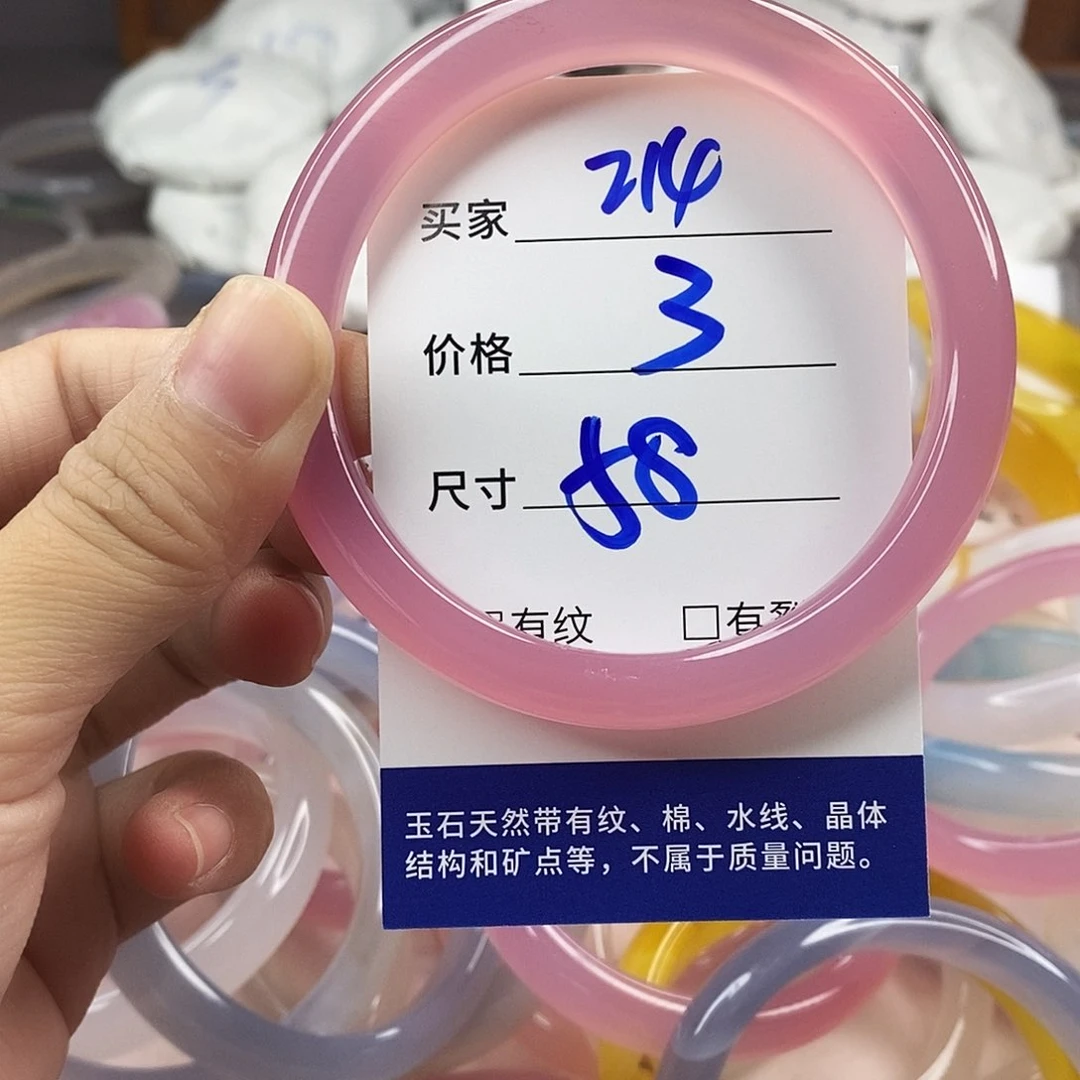 买家 214
价格 3
尺寸 58
有纹 □有裂
玉石天然带有纹、棉、水线、晶体
结构和矿点等，不属于质量问题。